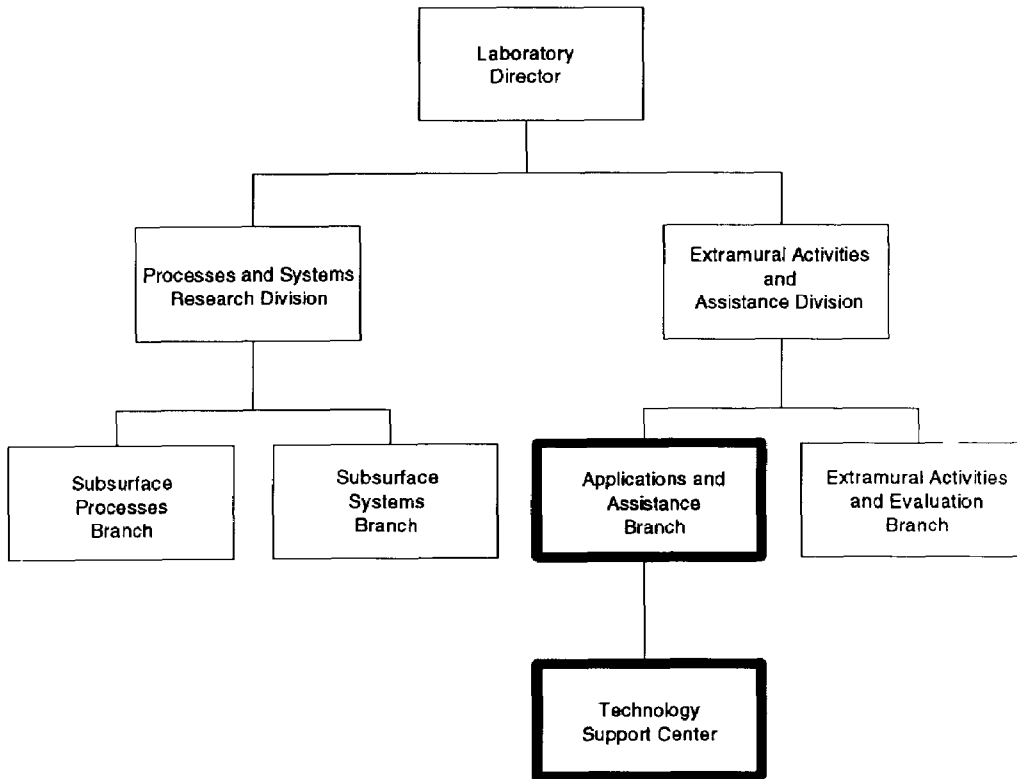 Laboratory
Director
Processes and Systems
Research Division
Extramural Activities
and
Assistance Division
Subsurface
Processes
Branch
Subsurface
Systems
Branch
Applications and
Assistance
Branch
Extramural Activities
and Evaluation
Branch
Technology
Support Center